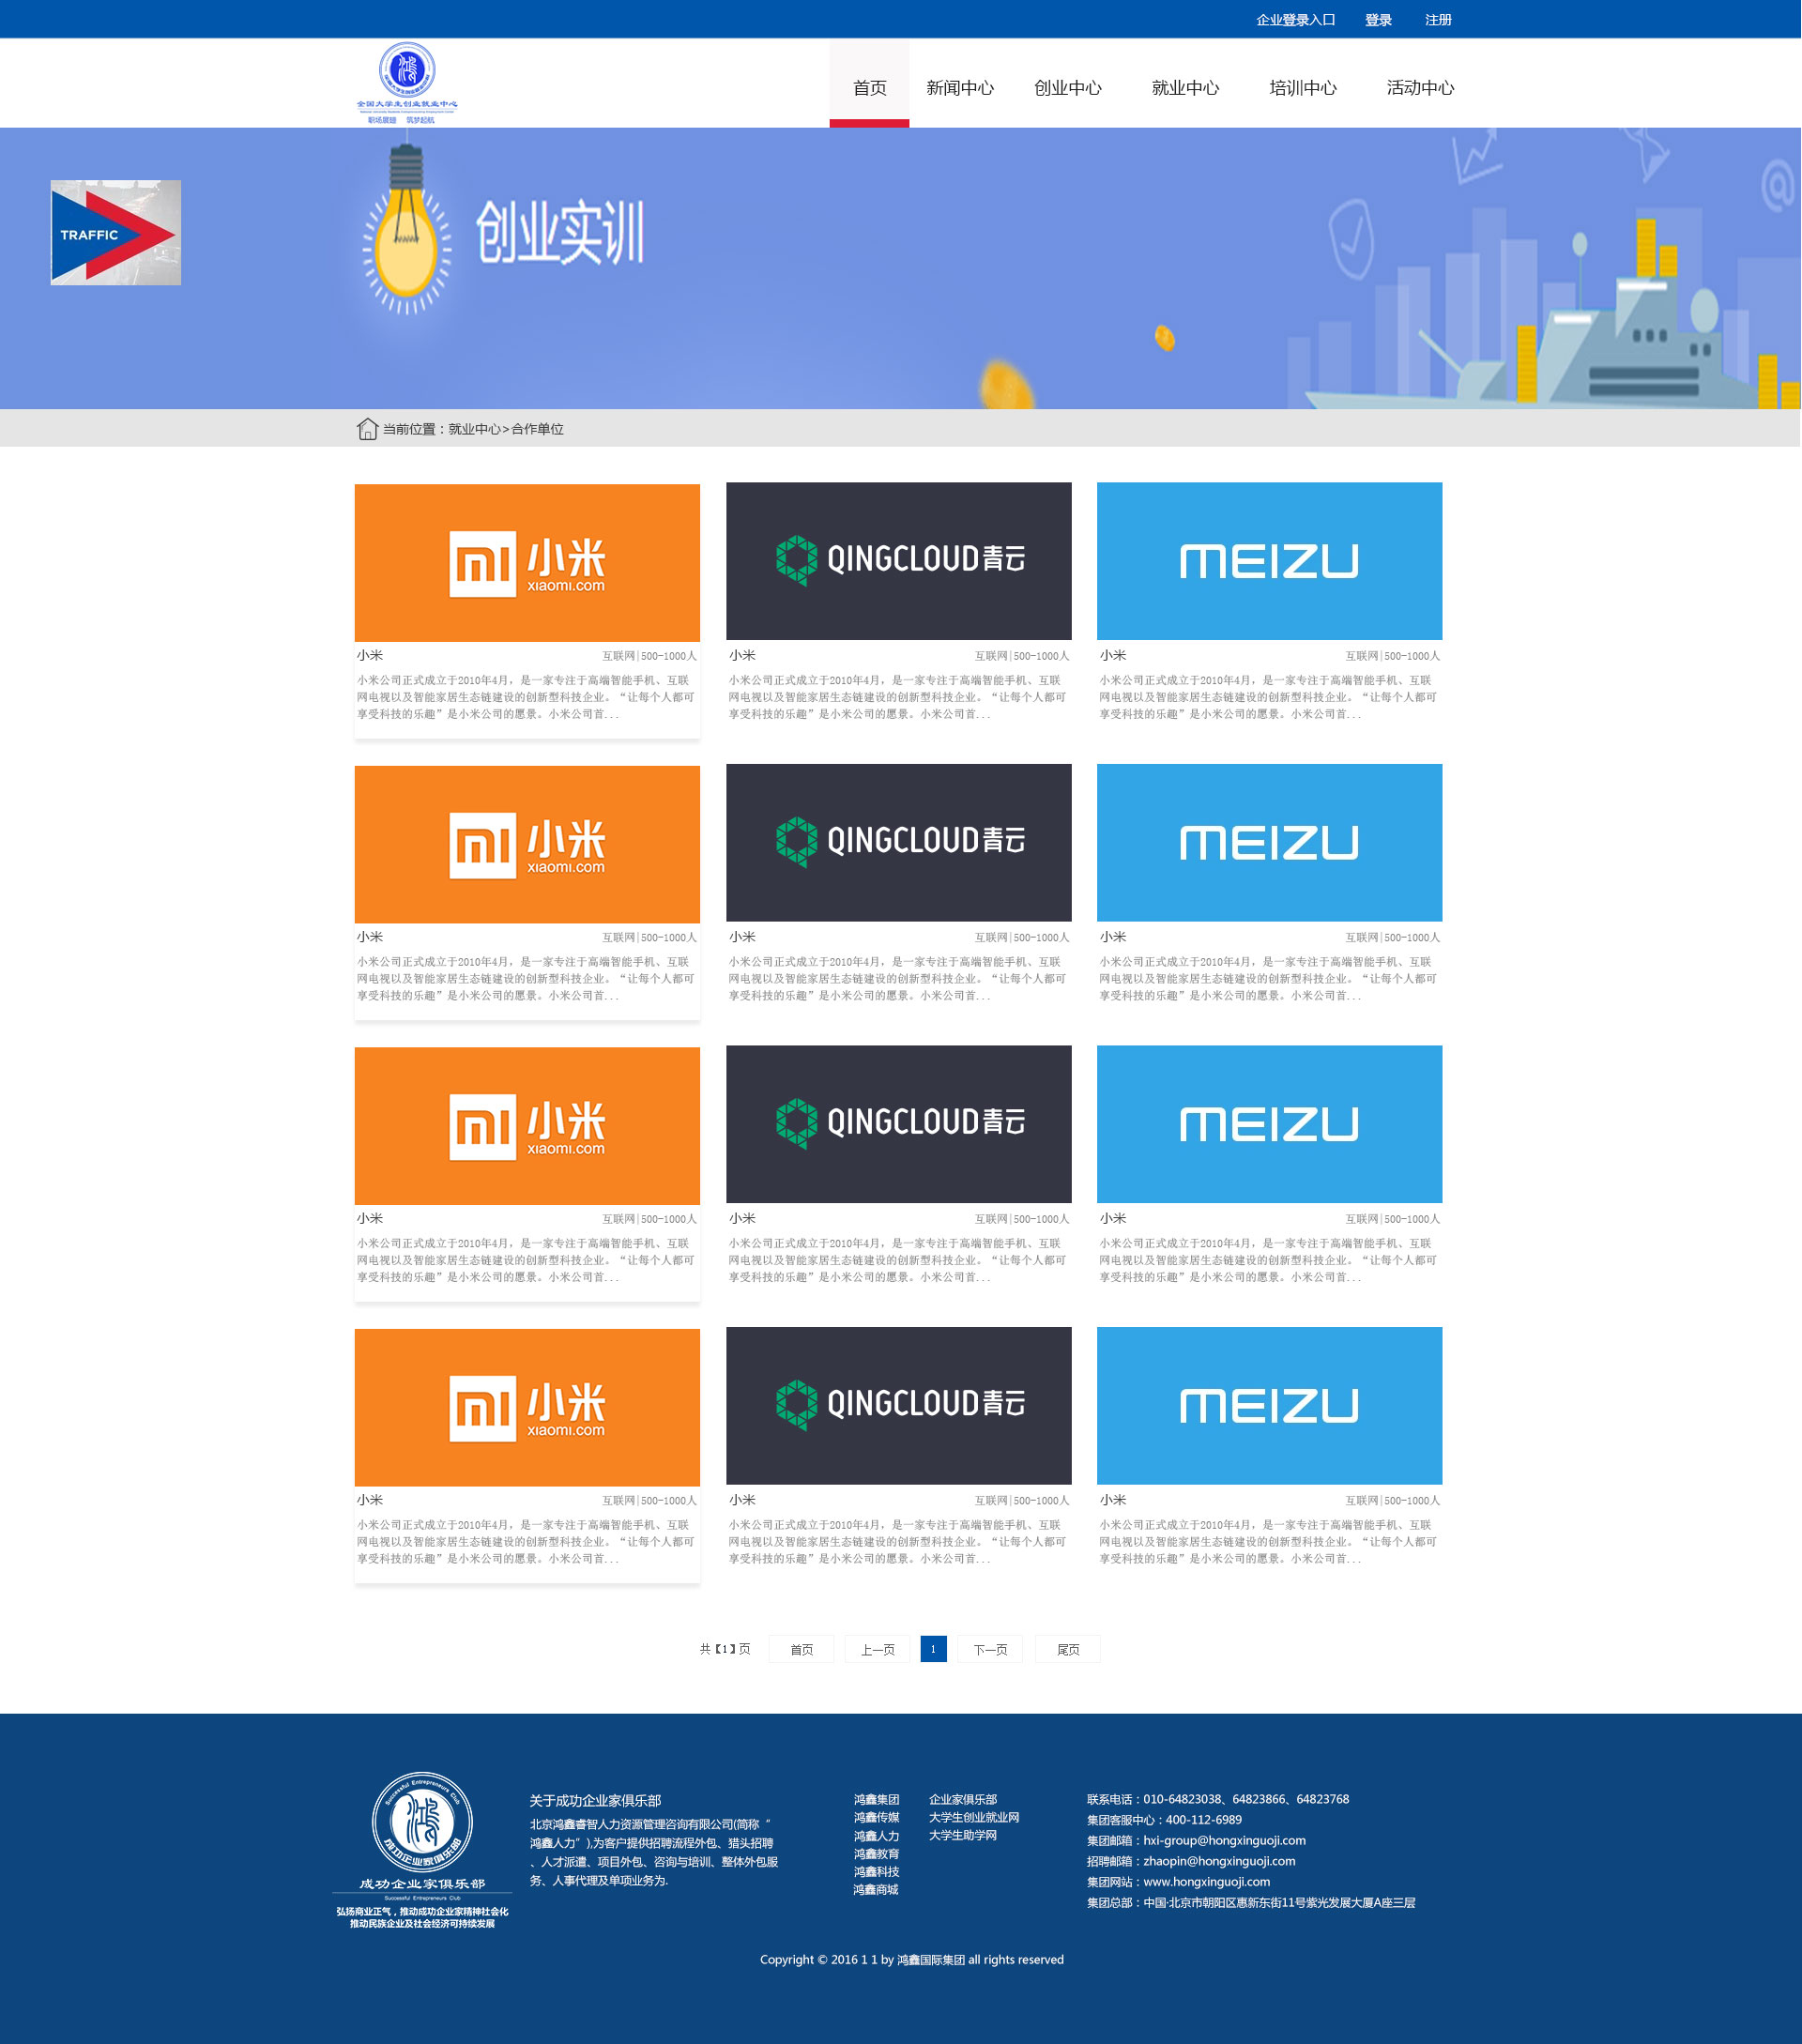 企业登录入口 登录 注册
全国大学生创业就业中心
职场展翅 筑梦起航
首页 新闻中心 创业中心 就业中心 培训中心 活动中心
TRAFFIC
创业实训
当前位置：就业中心>合作单位
小米
xiaomi.com
QINGCLOUD青云
MEIZU
小米 互联网|500-1000人
小米公司正式成立于2010年4月，是一家专注于高端智能手机、互联
网电视以及智能家居生态链建设的创新型科技企业。“让每个人都可
享受科技的乐趣”是小米公司的愿景。小米公司首...
小米 互联网|500-1000人
小米公司正式成立于2010年4月，是一家专注于高端智能手机、互联
网电视以及智能家居生态链建设的创新型科技企业。“让每个人都可
享受科技的乐趣”是小米公司的愿景。小米公司首...
小米 互联网|500-1000人
小米公司正式成立于2010年4月，是一家专注于高端智能手机、互联
网电视以及智能家居生态链建设的创新型科技企业。“让每个人都可
享受科技的乐趣”是小米公司的愿景。小米公司首...
小米
xiaomi.com
QINGCLOUD青云
MEIZU
小米 互联网|500-1000人
小米公司正式成立于2010年4月，是一家专注于高端智能手机、互联
网电视以及智能家居生态链建设的创新型科技企业。“让每个人都可
享受科技的乐趣”是小米公司的愿景。小米公司首...
小米 互联网|500-1000人
小米公司正式成立于2010年4月，是一家专注于高端智能手机、互联
网电视以及智能家居生态链建设的创新型科技企业。“让每个人都可
享受科技的乐趣”是小米公司的愿景。小米公司首...
小米 互联网|500-1000人
小米公司正式成立于2010年4月，是一家专注于高端智能手机、互联
网电视以及智能家居生态链建设的创新型科技企业。“让每个人都可
享受科技的乐趣”是小米公司的愿景。小米公司首...
小米
xiaomi.com
QINGCLOUD青云
MEIZU
小米 互联网|500-1000人
小米公司正式成立于2010年4月，是一家专注于高端智能手机、互联
网电视以及智能家居生态链建设的创新型科技企业。“让每个人都可
享受科技的乐趣”是小米公司的愿景。小米公司首...
小米 互联网|500-1000人
小米公司正式成立于2010年4月，是一家专注于高端智能手机、互联
网电视以及智能家居生态链建设的创新型科技企业。“让每个人都可
享受科技的乐趣”是小米公司的愿景。小米公司首...
小米 互联网|500-1000人
小米公司正式成立于2010年4月，是一家专注于高端智能手机、互联
网电视以及智能家居生态链建设的创新型科技企业。“让每个人都可
享受科技的乐趣”是小米公司的愿景。小米公司首...
小米
xiaomi.com
QINGCLOUD青云
MEIZU
小米 互联网|500-1000人
小米公司正式成立于2010年4月，是一家专注于高端智能手机、互联
网电视以及智能家居生态链建设的创新型科技企业。“让每个人都可
享受科技的乐趣”是小米公司的愿景。小米公司首...
小米 互联网|500-1000人
小米公司正式成立于2010年4月，是一家专注于高端智能手机、互联
网电视以及智能家居生态链建设的创新型科技企业。“让每个人都可
享受科技的乐趣”是小米公司的愿景。小米公司首...
小米 互联网|500-1000人
小米公司正式成立于2010年4月，是一家专注于高端智能手机、互联
网电视以及智能家居生态链建设的创新型科技企业。“让每个人都可
享受科技的乐趣”是小米公司的愿景。小米公司首...
共【1】页 首页 上一页 1 下一页 尾页
Successful Entrepreneurs Club
成功企业家俱乐部
成功企业家俱乐部
Successful Entrepreneurs Club
弘扬商业正气，推动成功企业家精神社会化
推动民族企业及社会经济可持续发展
关于成功企业家俱乐部
北京鸿鑫睿智人力资源管理咨询有限公司(简称“
鸿鑫人力”),为客户提供招聘流程外包、猎头招聘
、人才派遣、项目外包、咨询与培训、整体外包服
务、人事代理及单项业务为.
鸿鑫集团
鸿鑫传媒
鸿鑫人力
鸿鑫教育
鸿鑫科技
鸿鑫商城
企业家俱乐部
大学生创业就业网
大学生助学网
联系电话：010-64823038、64823866、64823768
集团客服中心：400-112-6989
集团邮箱：hxi-group@hongxinguoji.com
招聘邮箱：zhaopin@hongxinguoji.com
集团网站：www.hongxinguoji.com
集团总部：中国·北京市朝阳区惠新东街11号紫光发展大厦A座三层
Copyright © 2016 1 1 by 鸿鑫国际集团 all rights reserved